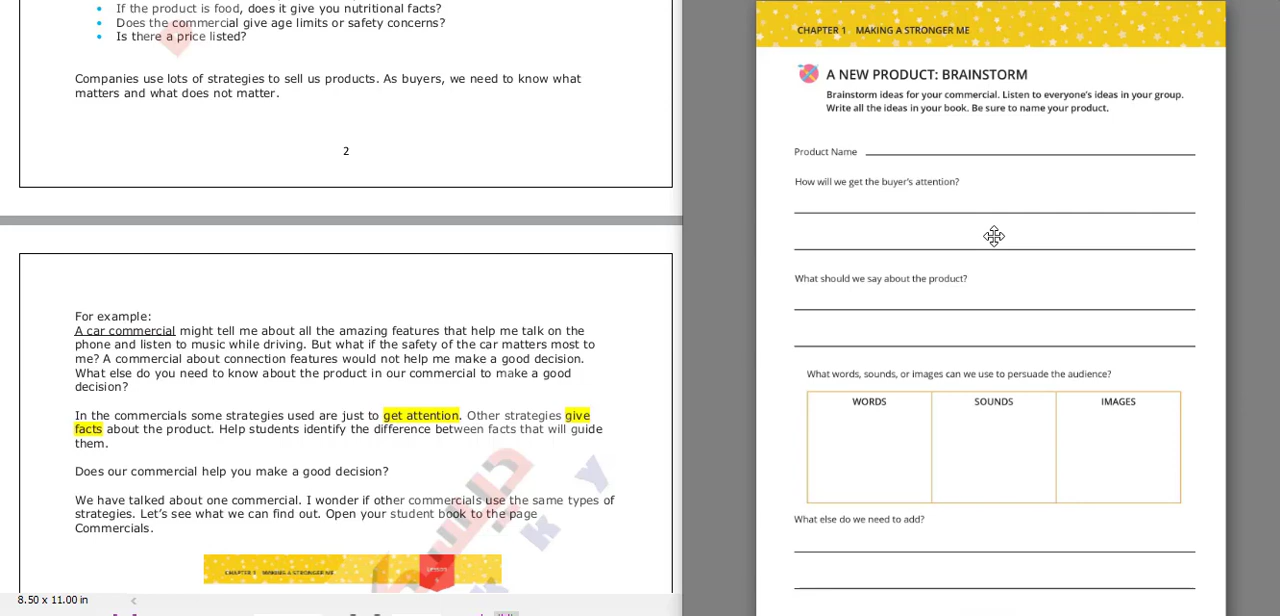 If the product is food, does it give you nutritional facts?
Does the commercial give age limits or safety concerns?
Is there a price listed?
Companies use lots of strategies to sell us products. As buyers, we need to know what
matters and what does not matter.
2
For example:
A car commercial might tell me about all the amazing features that help me talk on the
phone and listen to music while driving. But what if the safety of the car matters most to
me? A commercial about connection features would not help me make a good decision.
What else do you need to know about the product in our commercial to make a good
decision?
In the commercials some strategies used are just to get attention. Other strategies give
facts about the product. Help students identify the difference between facts that will guide
them.
Does our commercial help you make a good decision?
We have talked about one commercial. I wonder if other commercials use the same types of
strategies. Let's see what we can find out. Open your student book to the page
Commercials.
CHAPTER 1 MAKING A STRONGER ME
8.50 x 11.00 in
CHAPTER 1 MAKING A STRONGER ME
A NEW PRODUCT: BRAINSTORM
Brainstorm ideas for your commercial. Listen to everyone's ideas in your group.
Write all the ideas in your book. Be sure to name your product.
Product Name
How will we get the buyer's attention?
What should we say about the product?
What words, sounds, or images can we use to persuade the audience?
WORDS SOUNDS IMAGES
What else do we need to add?